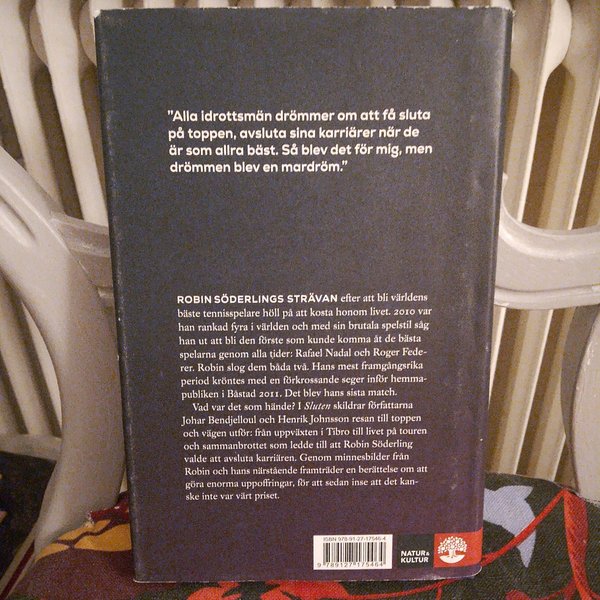 "Alla idrottsmän drömmer om att få sluta
på toppen, avsluta sina karriärer när de
är som allra bäst. Så blev det för mig, men
drömmen blev en mardröm."
ROBIN SÖDERLINGS STRÄVAN efter att bli världens
bäste tennisspelare höll på att kosta honom livet. 2010 var
han rankad fyra i världen och med sin brutala spelstil såg
han ut att bli den förste som kunde komma åt de bästa
spelarna genom alla tider: Rafael Nadal och Roger Fede-
rer. Robin slog dem båda två. Hans mest framgångsrika
period kröntes med en förkrossande seger inför hemma-
publiken i Båstad 2011. Det blev hans sista match.
Vad var det som hände? I Sluten skildrar författarna
Johar Bendjelloul och Henrik Johnsson resan till toppen
och vägen utför: från uppväxten i Tibro till livet på touren
och sammanbrottet som ledde till att Robin Söderling
valde att avsluta karriären. Genom minnesbilder från
Robin och hans närstående framträder en berättelse om att
göra enorma uppoffringar, för att sedan inse att det kan-
ske inte var värt priset.
ISBN 978-91-27-17546-4
9 789127 175464
NATUR &
KULTUR